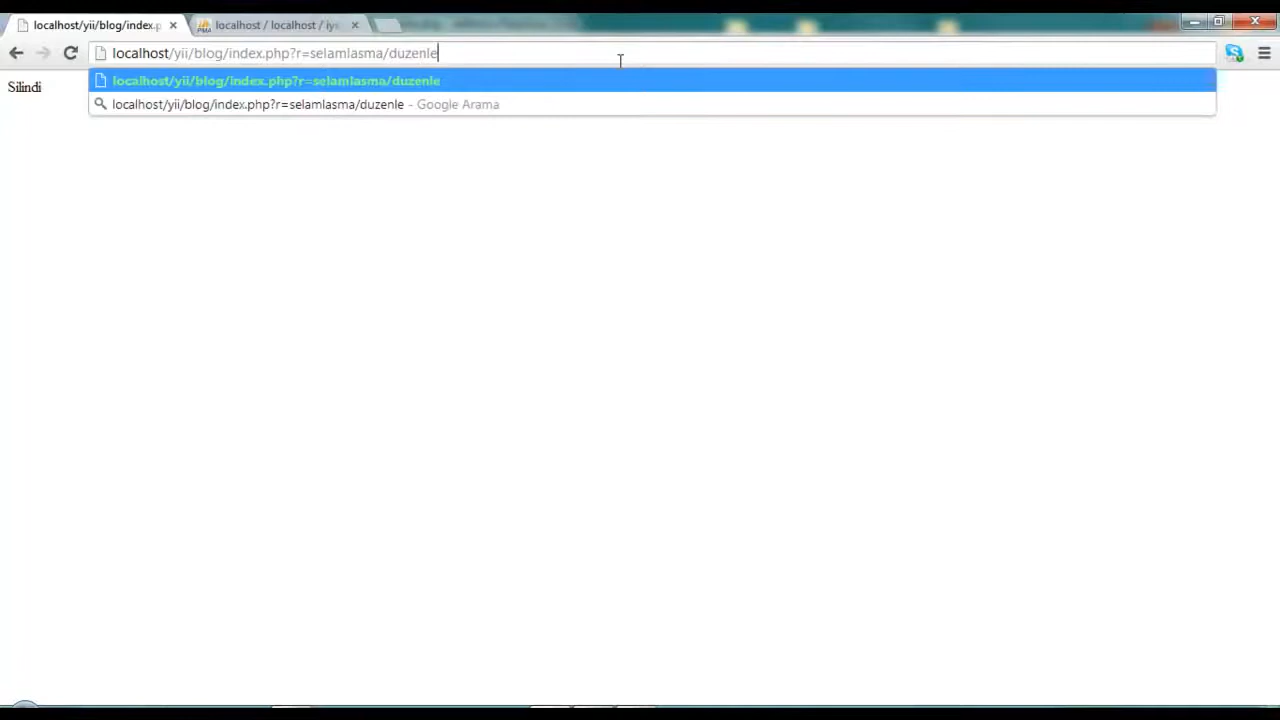 localhost/yii/blog/index.p
localhost / localhost / iys
localhost/yii/blog/index.php?r=selamlasma/duzenle
localhost/yii/blog/index.php?r=selamlasma/duzenle
localhost/yii/blog/index.php?r=selamlasma/duzenle - Google Arama
Silindi